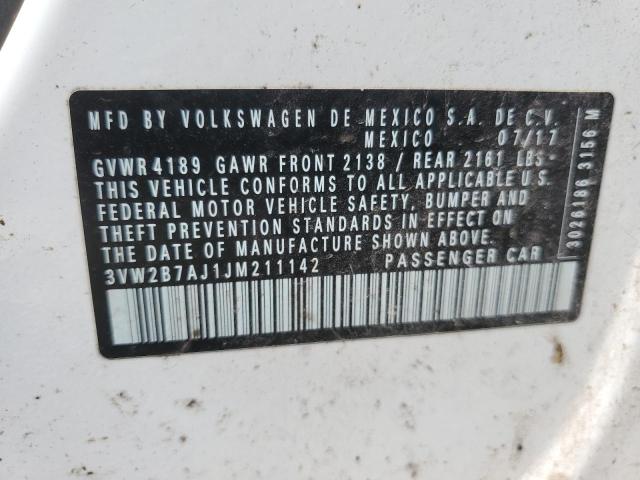 MFD BY VOLKSWAGEN DE MEXICO S.A. DE C.V.
MEXICO 07/17
GVWR 4189 GAWR FRONT 2138 / REAR 2161 LBS.
THIS VEHICLE CONFORMS TO ALL APPLICABLE U.S.
FEDERAL MOTOR VEHICLE SAFETY, BUMPER AND
THEFT PREVENTION STANDARDS IN EFFECT ON
THE DATE OF MANUFACTURE SHOWN ABOVE.
3VW2B7AJ1JM211142 PASSENGER CAR
3026186 3156 M